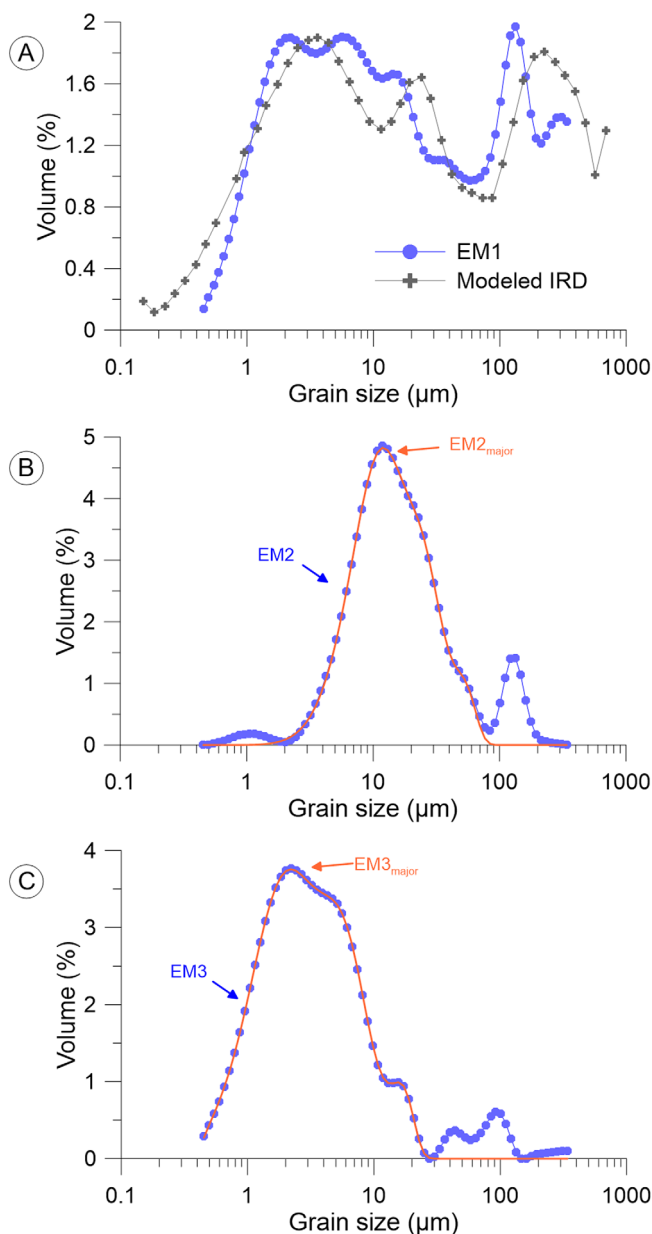 A
2
1.6
1.2
0.8
0.4
0
Volume (%)
EM1
Modeled IRD
0.1 1 10 100 1000
Grain size (µm)
B
5
4
3
2
1
0
Volume (%)
EM2major
EM2
0.1 1 10 100 1000
Grain size (µm)
C
4
3
2
1
0
Volume (%)
EM3major
EM3
0.1 1 10 100 1000
Grain size (µm)